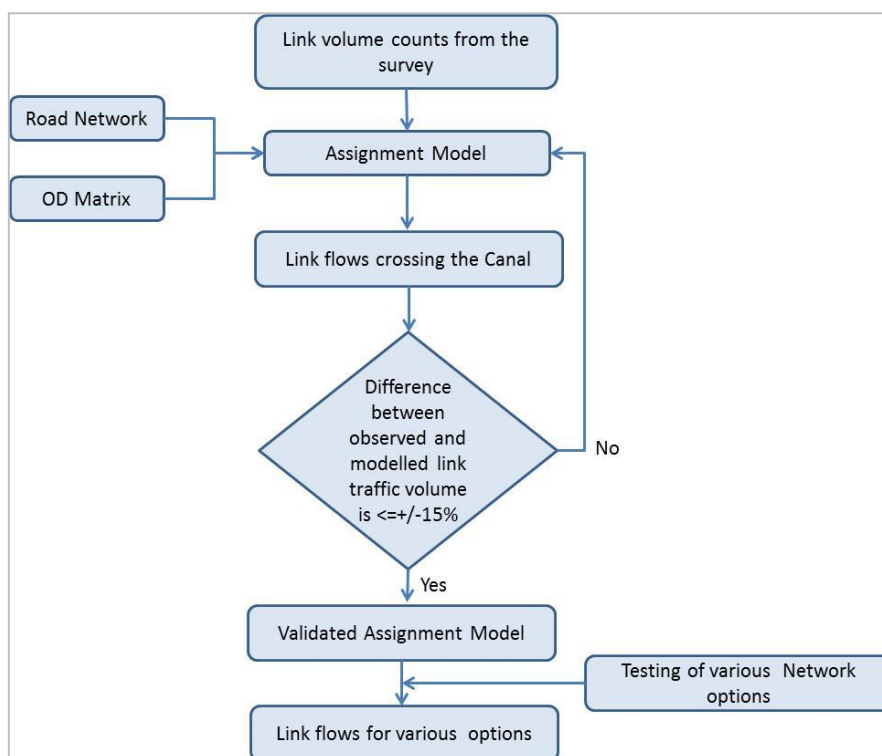 Link volume counts from the
survey
Road Network
Assignment Model
OD Matrix
Link flows crossing the Canal
Difference
between
observed and
modelled link
traffic volume
is <=+/-15%
No
Yes
Validated Assignment Model
Testing of various Network
options
Link flows for various options